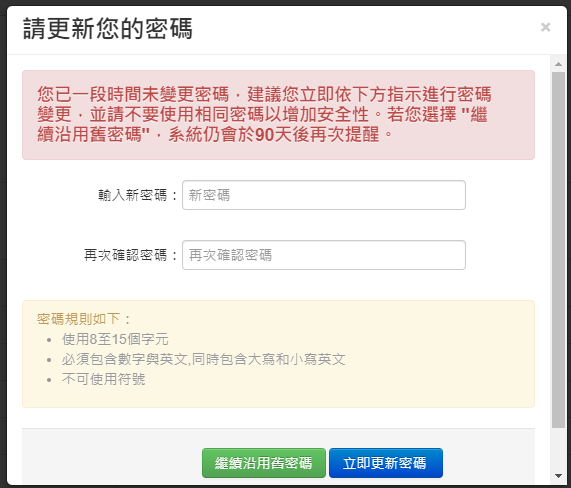 請更新您的密碼
×
您已一段時間未變更密碼，建議您立即依下方指示進行密碼
變更，並請不要使用相同密碼以增加安全性。若您選擇 "繼
續沿用舊密碼"，系統仍會於90天後再次提醒。
輸入新密碼：新密碼
再次確認密碼：再次確認密碼
密碼規則如下：
• 使用8至15個字元
• 必須包含數字與英文,同時包含大寫和小寫英文
• 不可使用符號
繼續沿用舊密碼 立即更新密碼